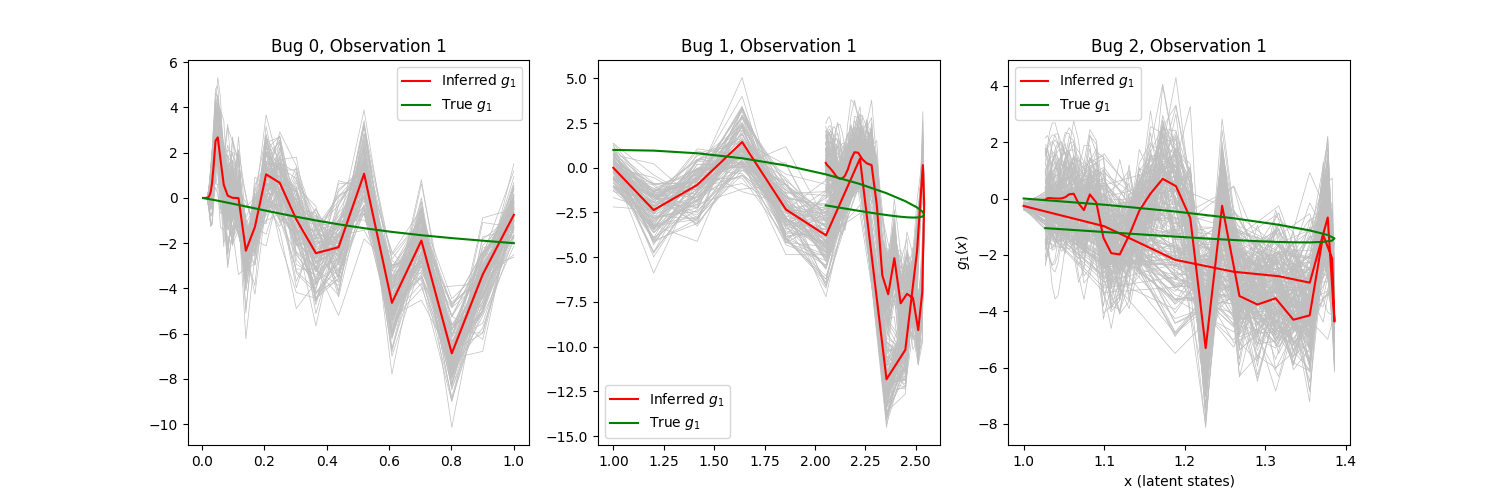 Bug 0, Observation 1
Bug 1, Observation 1
Bug 2, Observation 1
Inferred g₁
True g₁
6
4
2
0
−2
−4
−6
−8
−10
0.0 0.2 0.4 0.6 0.8 1.0
Inferred g₁
True g₁
5.0
2.5
0.0
−2.5
−5.0
−7.5
−10.0
−12.5
−15.0
1.00 1.25 1.50 1.75 2.00 2.25 2.50
Inferred g₁
True g₁
g₁(x)
4
2
0
−2
−4
−6
−8
1.0 1.1 1.2 1.3 1.4
x (latent states)